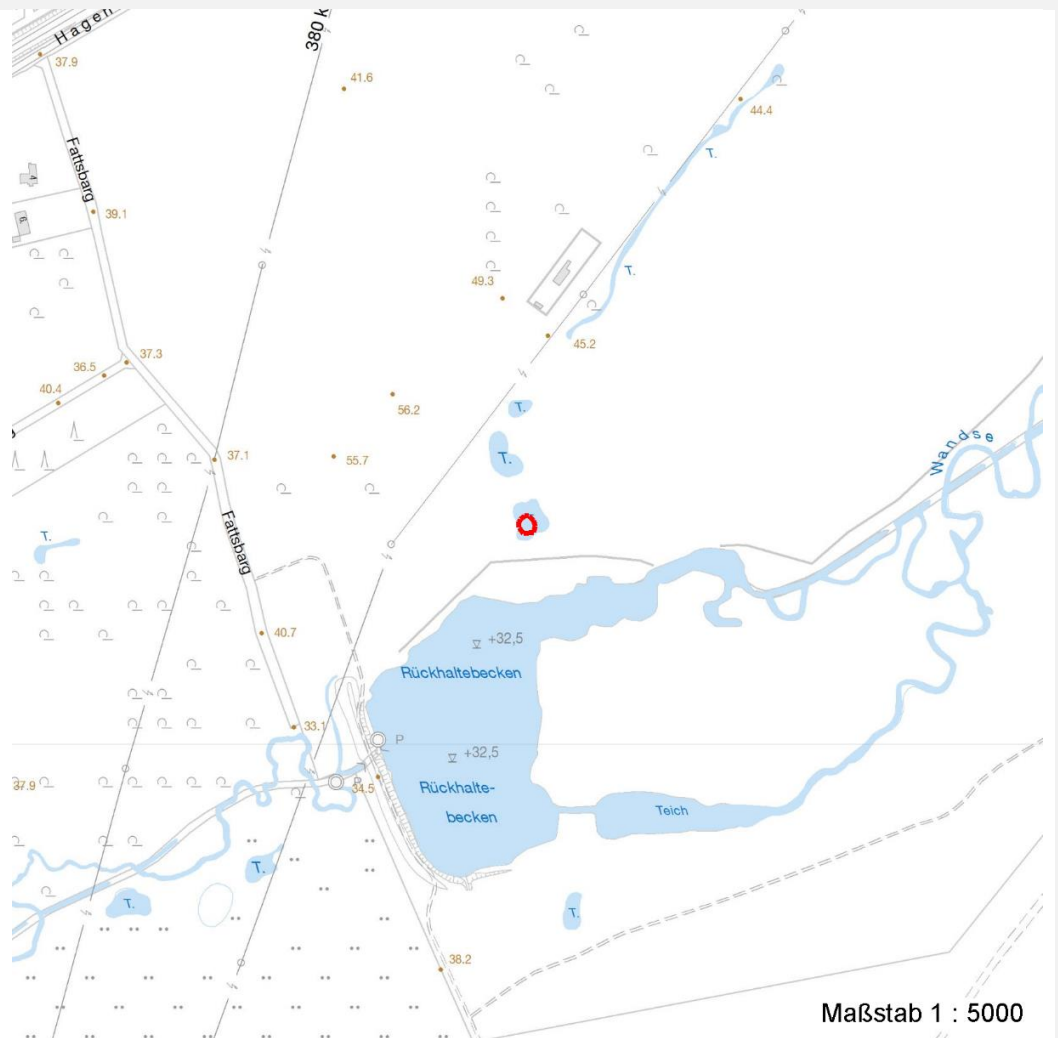 Hagen
380 k
37.9
41.6
44.4
T.
Fattsbarg
4
6
39.1
T.
49.3
45.2
37.3
36.5
40.4
56.2
T.
Wandse
T.
55.7
37.1
Fattsbarg
T.
40.7
+32,5
Rückhaltebecken
33.1
P
+32,5
37.9
P
34.5
Rückhalte-
becken
Teich
T.
T.
T.
38.2
Maßstab 1 : 5000